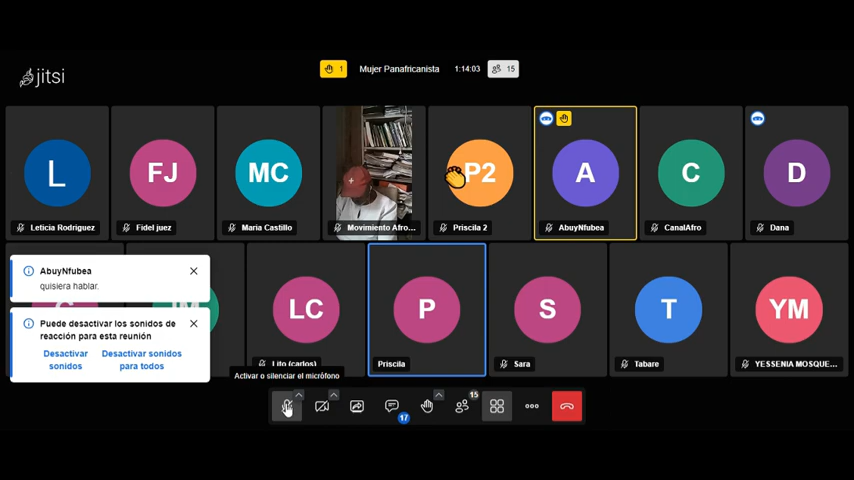 jitsi
1
Mujer Panafricanista
1:14:03
15
L
FJ
MC
P2
A
C
D
Leticia Rodriguez
Fidel juez
Maria Castillo
Movimiento Afro...
Priscila 2
AbuyNfubea
CanalAfro
Dana
AbuyNfubea
quisiera hablar.
LC
P
S
T
YM
Puede desactivar los sonidos de
reacción para esta reunión
Desactivar
sonidos
Desactivar sonidos
para todos
Lito (carlos)
Priscila
Sara
Tabare
YESSENIA MOSQUE...
Activar o silenciar el micrófono
15
17